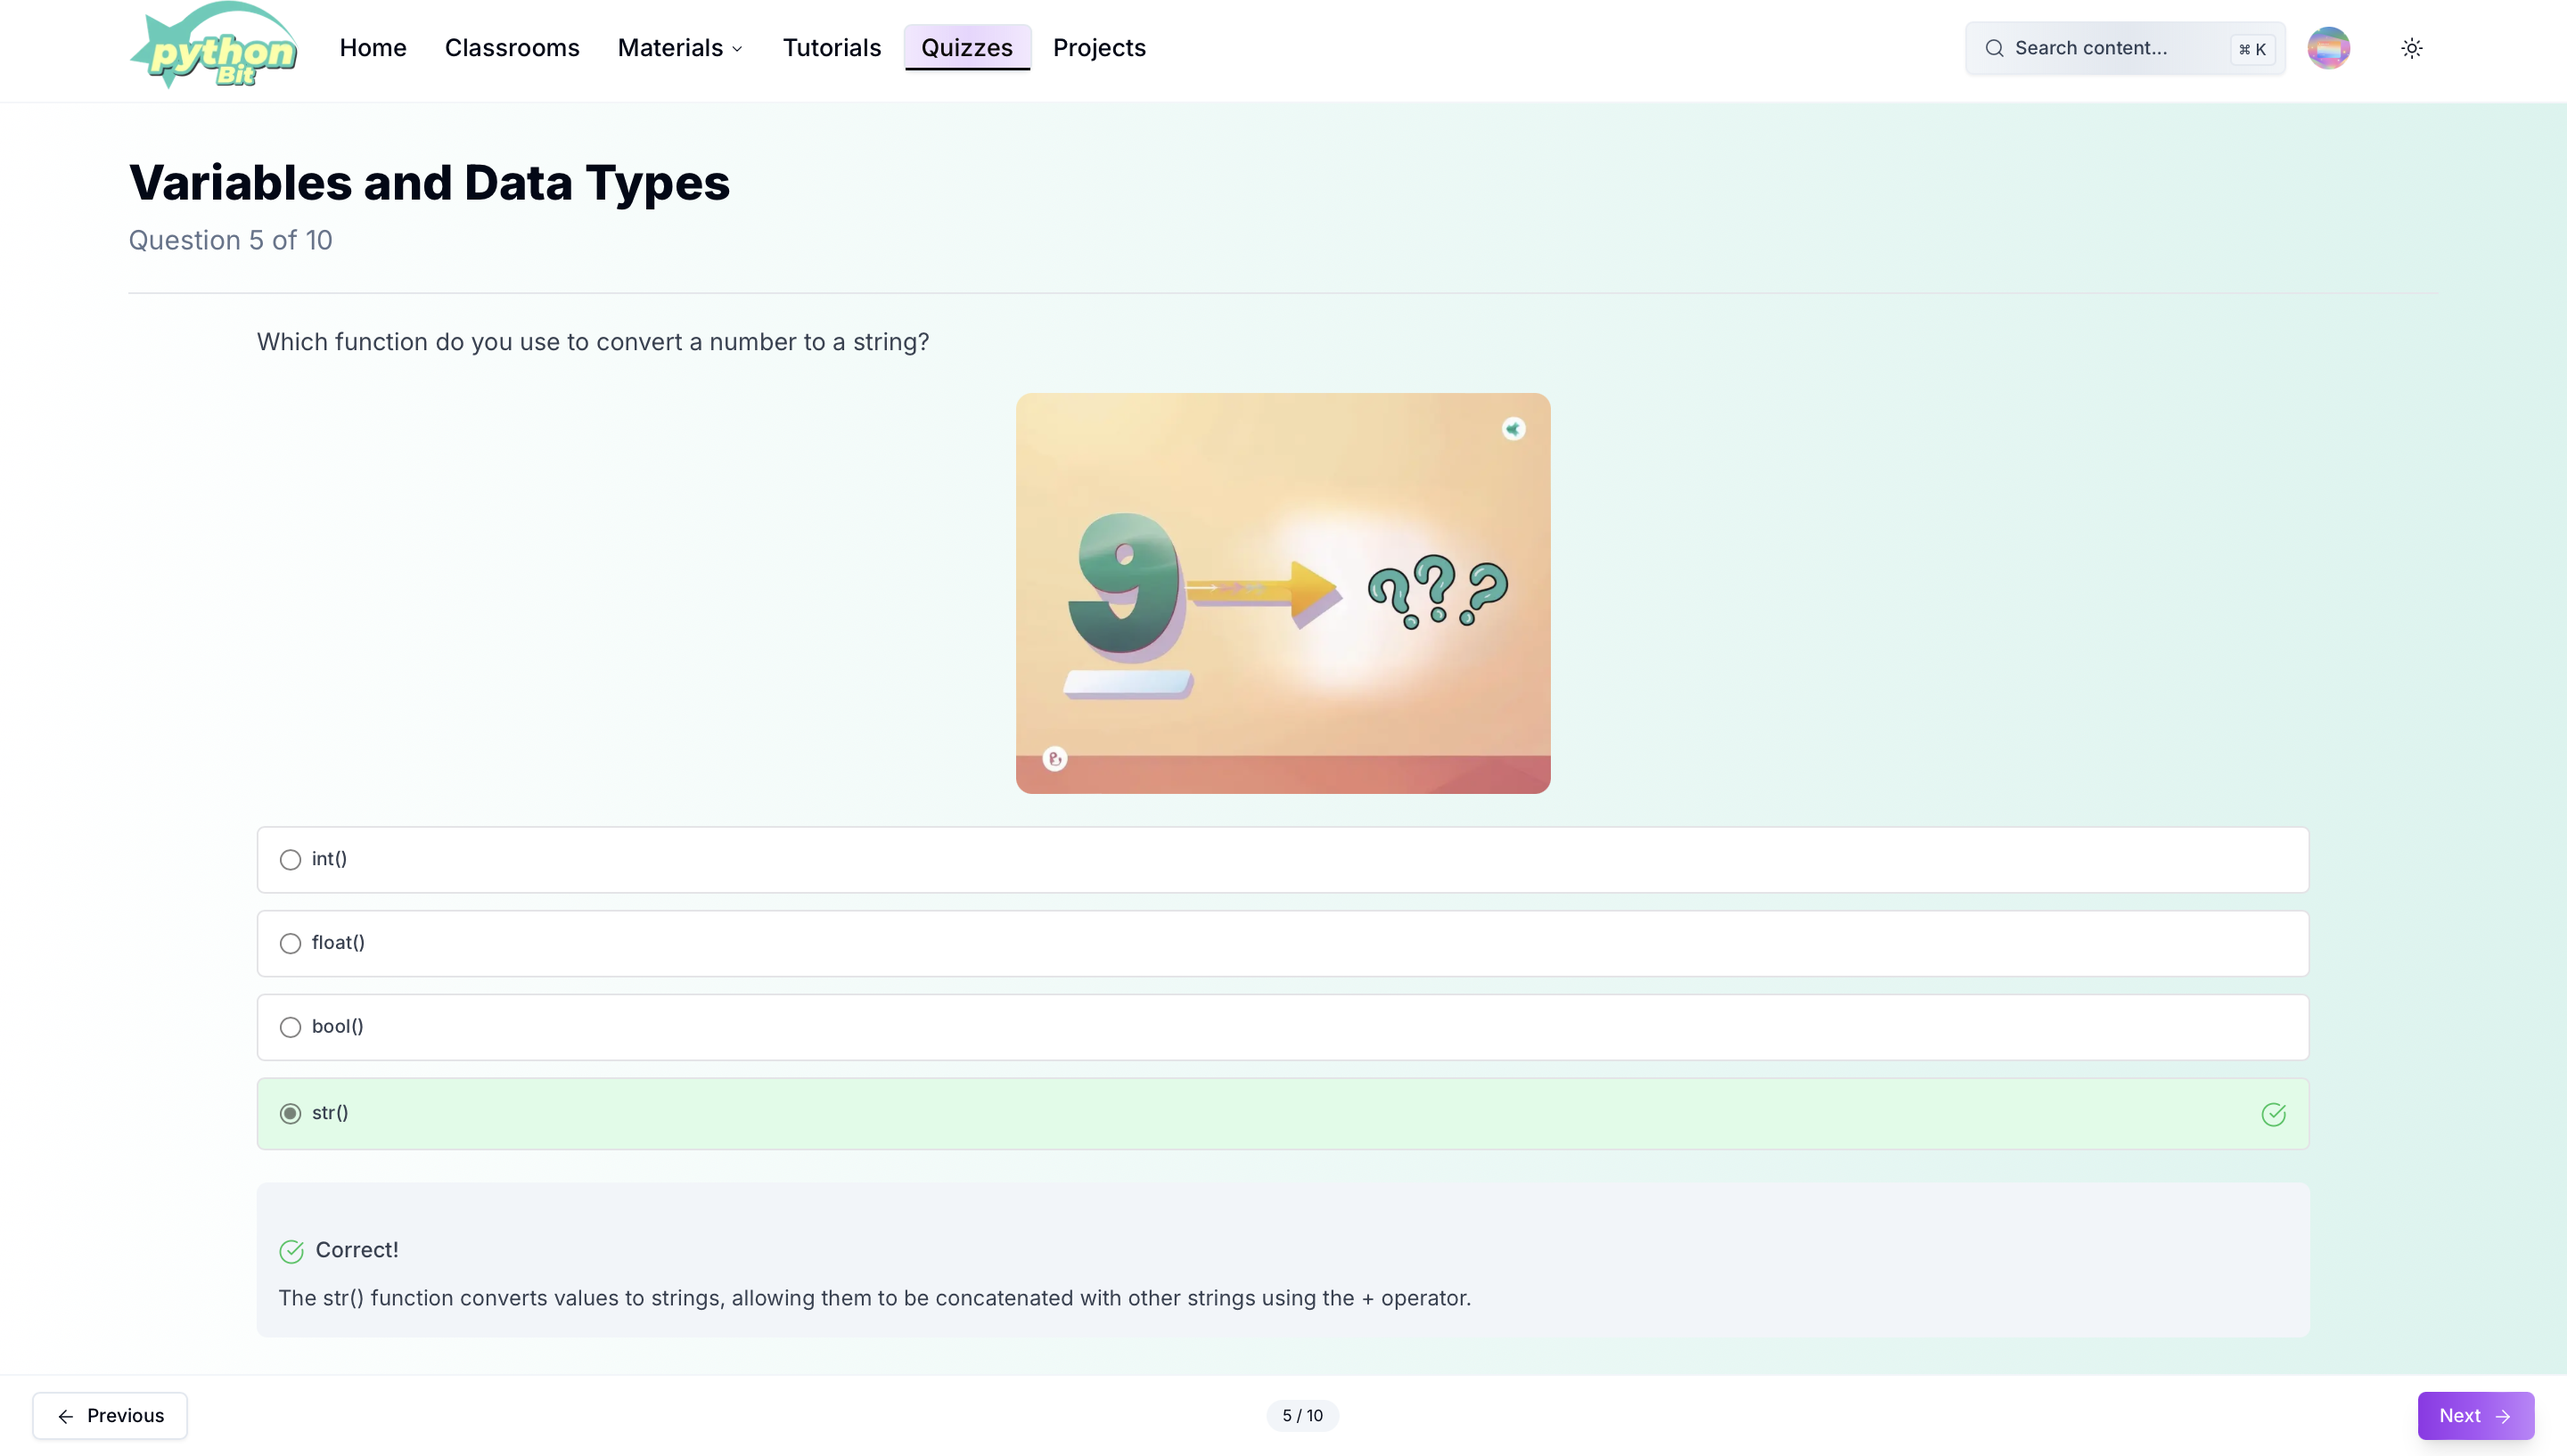 python
Bit
Home Classrooms Materials Tutorials Quizzes Projects
Search content... ⌘ K
Variables and Data Types
Question 5 of 10
Which function do you use to convert a number to a string?
9 ???
int()
float()
bool()
str()
Correct!
The str() function converts values to strings, allowing them to be concatenated with other strings using the + operator.
Previous 5 / 10 Next